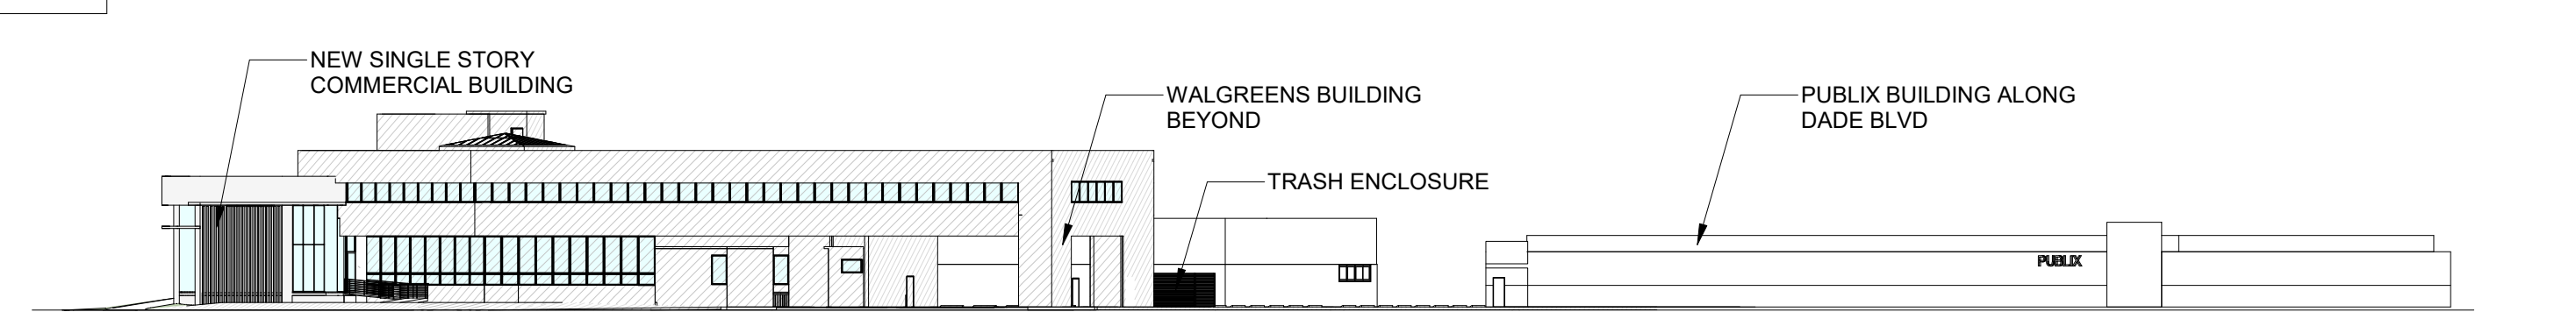 NEW SINGLE STORY
COMMERCIAL BUILDING
WALGREENS BUILDING
BEYOND
TRASH ENCLOSURE
PUBLIX BUILDING ALONG
DADE BLVD
PUBLIX